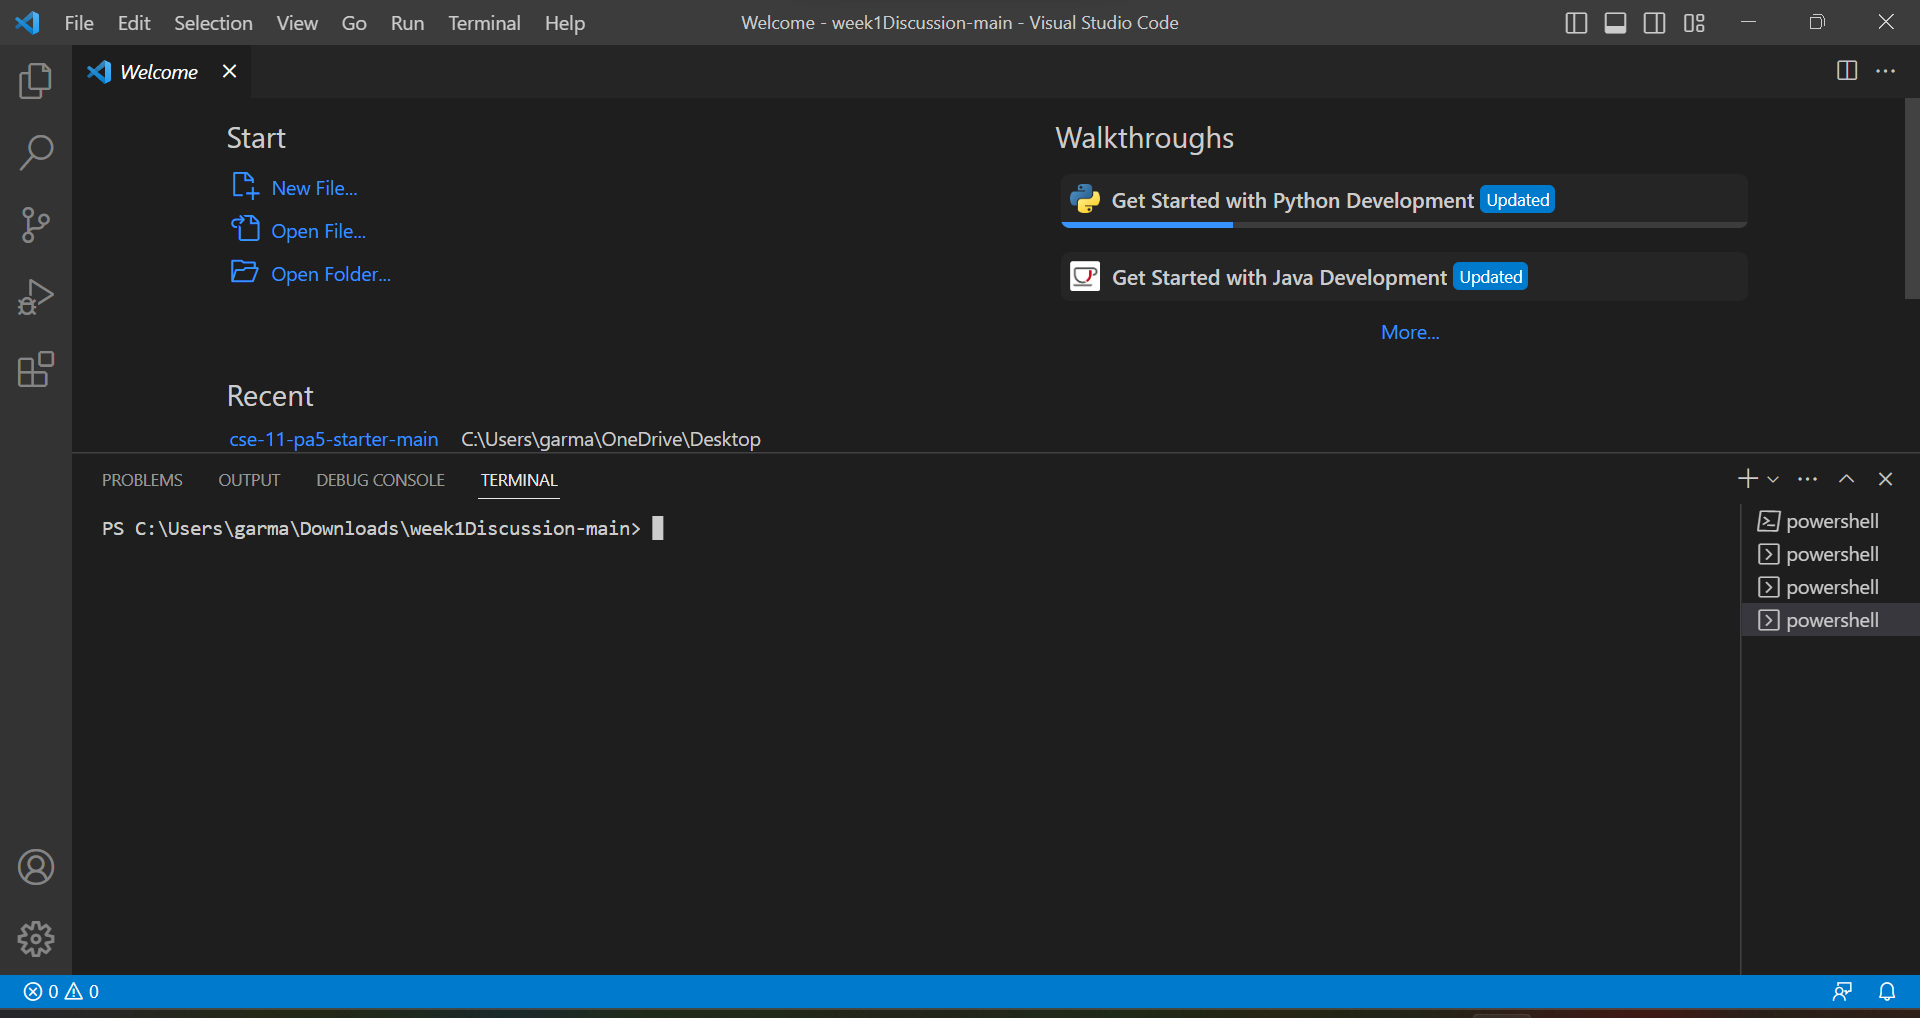 File Edit Selection View Go Run Terminal Help
Welcome - week1Discussion-main - Visual Studio Code
Welcome
Start
New File...
Open File...
Open Folder...
Recent
cse-11-pa5-starter-main C:\Users\garma\OneDrive\Desktop
Walkthroughs
Get Started with Python Development Updated
Get Started with Java Development Updated
More...
PROBLEMS OUTPUT DEBUG CONSOLE TERMINAL
PS C:\Users\garma\Downloads\week1Discussion-main>
powershell
powershell
powershell
powershell
0 0